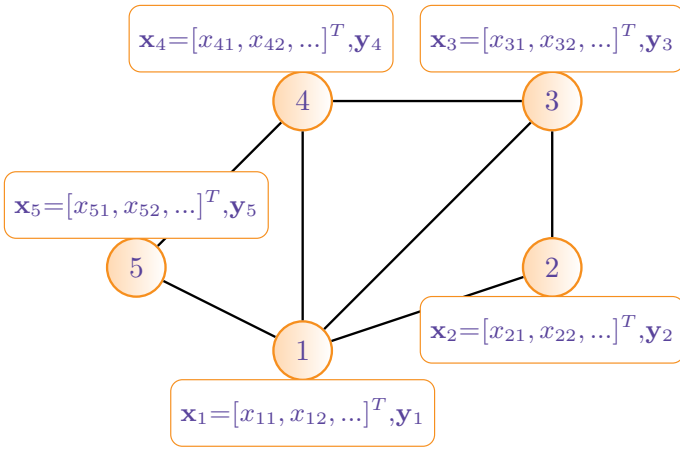 𝐱₄=[x₄₁, x₄₂, ...]ᵀ,𝐲₄
𝐱₃=[x₃₁, x₃₂, ...]ᵀ,𝐲₃
4
3
𝐱₅=[x₅₁, x₅₂, ...]ᵀ,𝐲₅
5
2
𝐱₂=[x₂₁, x₂₂, ...]ᵀ,𝐲₂
1
𝐱₁=[x₁₁, x₁₂, ...]ᵀ,𝐲₁